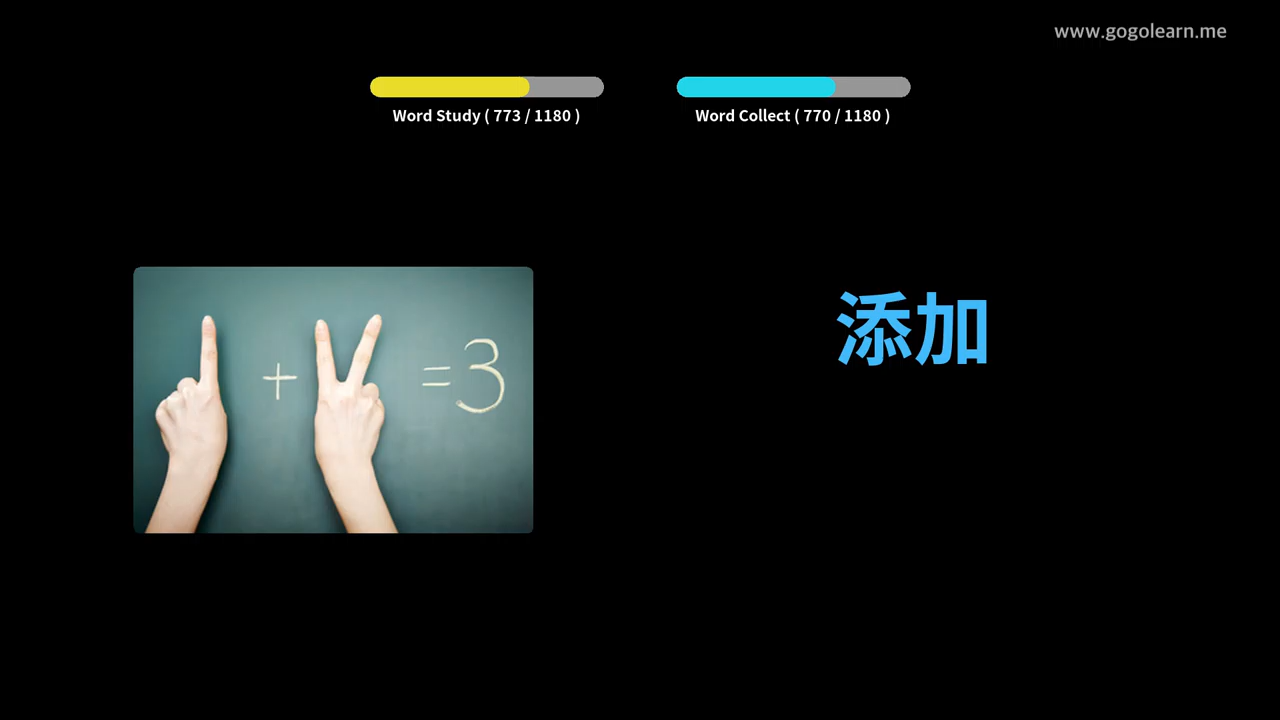 www.gogolearn.me
Word Study ( 773 / 1180 )
Word Collect ( 770 / 1180 )
添加
+ =3